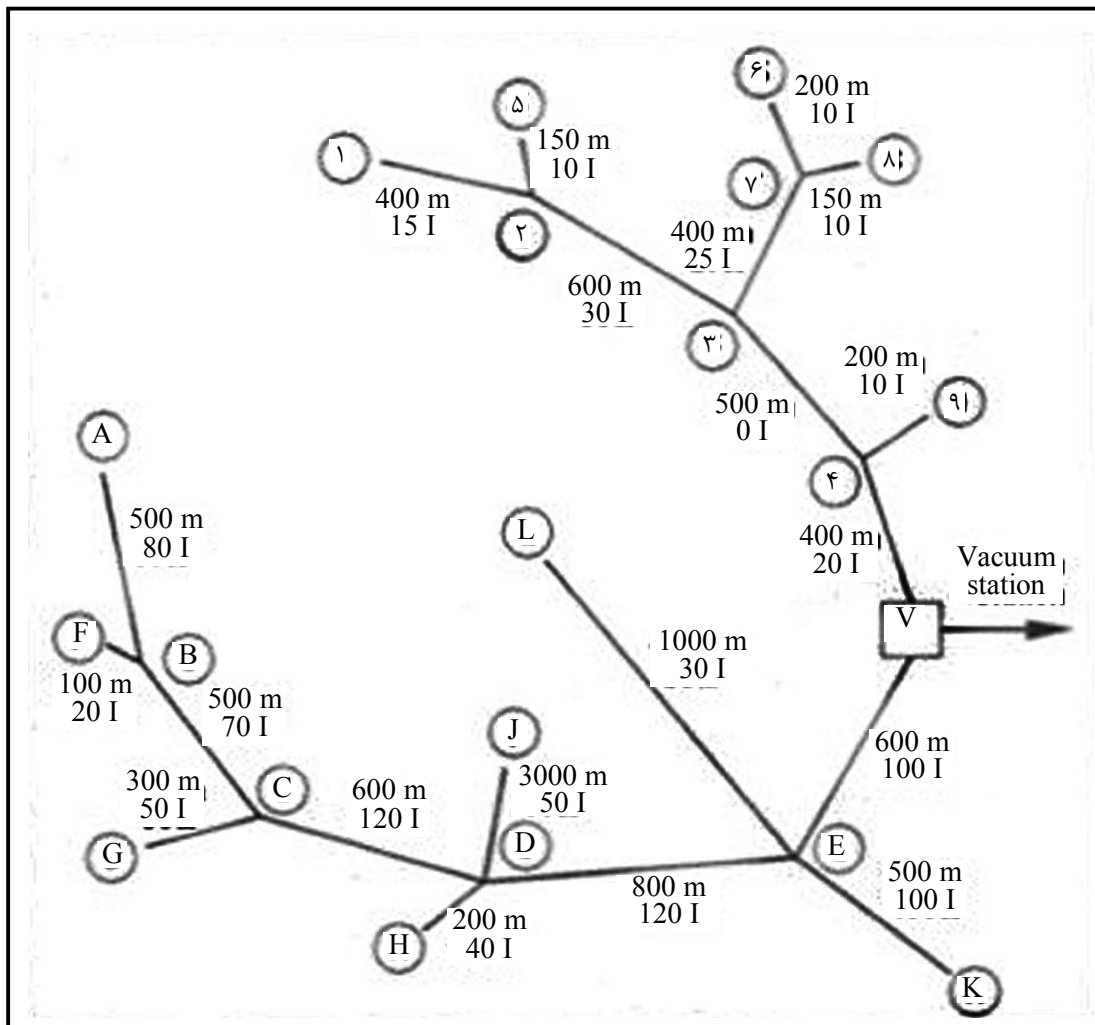 ۶
200 m
10 I
۵
150 m
10 I
۸
۱
۷
150 m
10 I
400 m
15 I
۲
400 m
25 I
600 m
30 I
۳
200 m
10 I
۹
500 m
0 I
A
۴
500 m
80 I
L
400 m
20 I
Vacuum
station
V
F
B
1000 m
30 I
100 m
20 I
500 m
70 I
J
600 m
100 I
300 m
50 I
C
600 m
120 I
3000 m
50 I
D
E
G
500 m
100 I
800 m
120 I
200 m
40 I
H
K